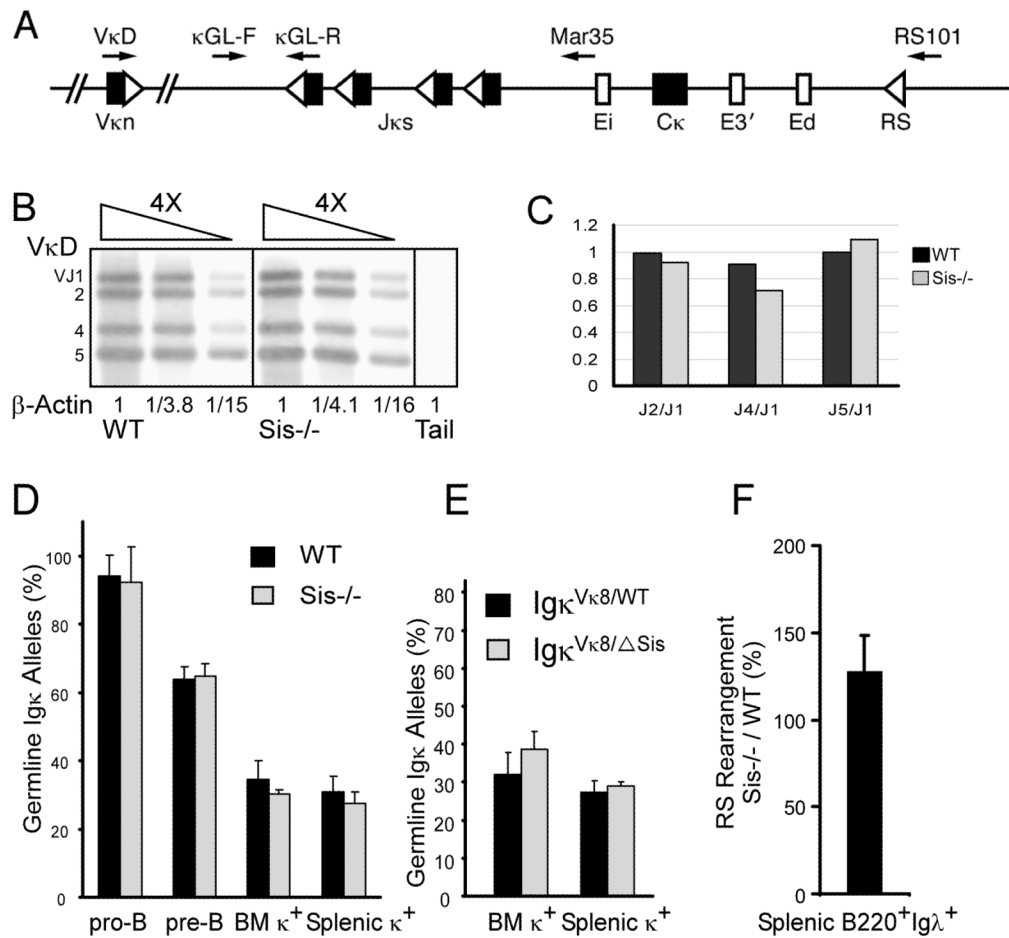 A
VκD κGL-F κGL-R Mar35 RS101
Vκn Jκs Ei Cκ E3′ Ed RS
B
4X 4X
VκD
VJ1
2
4
5
β-Actin 1 1/3.8 1/15 1 1/4.1 1/16 1
WT Sis-/- Tail
C
1.2
1
0.8
0.6
0.4
0.2
0
J2/J1 J4/J1 J5/J1
WT
Sis-/-
D
Germline Igκ Alleles (%)
100
80
60
40
20
0
WT
Sis-/-
pro-B pre-B BM κ+ Splenic κ+
E
Germline Igκ Alleles (%)
80
70
60
50
40
30
20
10
0
Igκ Vκ8/WT
Igκ Vκ8/△Sis
BM κ+ Splenic κ+
F
RS Rearrangement
Sis-/- / WT (%)
200
150
100
50
0
Splenic B220+Igλ+